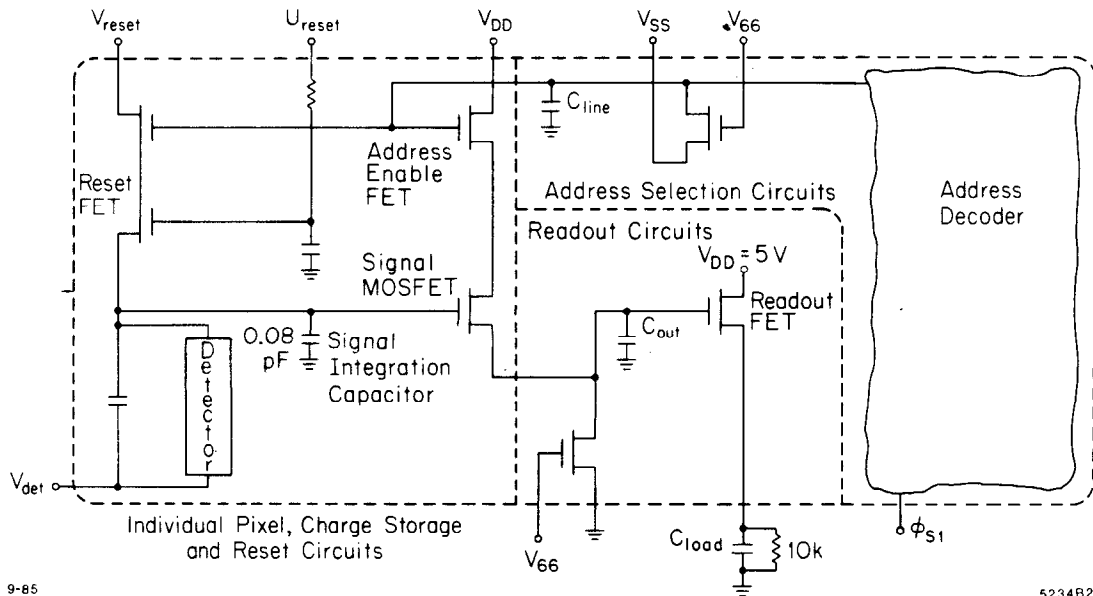 V_reset
U_reset
V_DD
V_SS
V_66
C_line
Reset
FET
Address
Enable
FET
Address Selection Circuits
Address
Decoder
Readout Circuits
Signal
MOSFET
V_DD = 5V
Readout
FET
C_out
0.08
pF
Signal
Integration
Capacitor
Detector
V_det
Individual Pixel, Charge Storage
and Reset Circuits
V_66
C_load
10k
ϕ_S1
9-85
5234B2